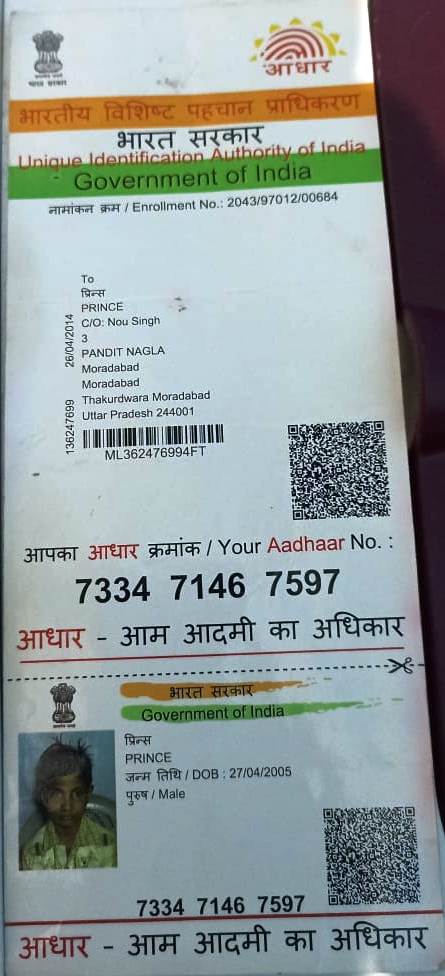 भारत सरकार
आधार
भारतीय विशिष्ट पहचान प्राधिकरण
भारत सरकार
Unique Identification Authority of India
Government of India
नामांकन क्रम / Enrollment No.: 2043/97012/00684
To
प्रिन्स
PRINCE
C/O: Nou Singh
3
PANDIT NAGLA
Moradabad
Moradabad
Thakurdwara Moradabad
Uttar Pradesh 244001
136247699 26/04/2014
ML362476994FT
आपका आधार क्रमांक / Your Aadhaar No. :
7334 7146 7597
आधार - आम आदमी का अधिकार
भारत सरकार
Government of India
प्रिन्स
PRINCE
जन्म तिथि / DOB : 27/04/2005
पुरुष / Male
7334 7146 7597
आधार - आम आदमी का अधिकार